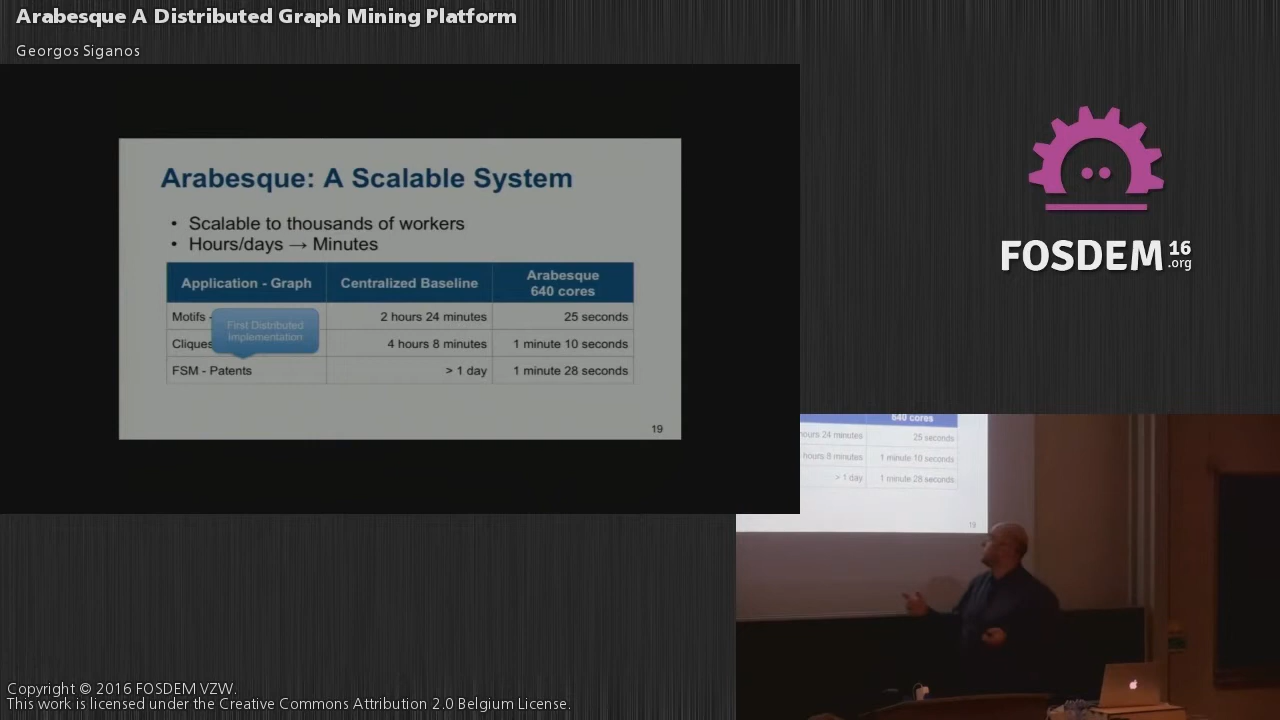 Arabesque A Distributed Graph Mining Platform
Georgos Siganos
Arabesque: A Scalable System
• Scalable to thousands of workers
• Hours/days → Minutes
Application - Graph
Centralized Baseline
Arabesque
640 cores
Motifs -
2 hours 24 minutes
25 seconds
First Distributed
Implementation
Cliques
4 hours 8 minutes
1 minute 10 seconds
FSM - Patents
> 1 day
1 minute 28 seconds
19
FOSDEM 16
.org
640 cores
hours 24 minutes
25 seconds
hours 8 minutes
1 minute 10 seconds
> 1 day
1 minute 28 seconds
19
Copyright © 2016 FOSDEM VZW.
This work is licensed under the Creative Commons Attribution 2.0 Belgium License.